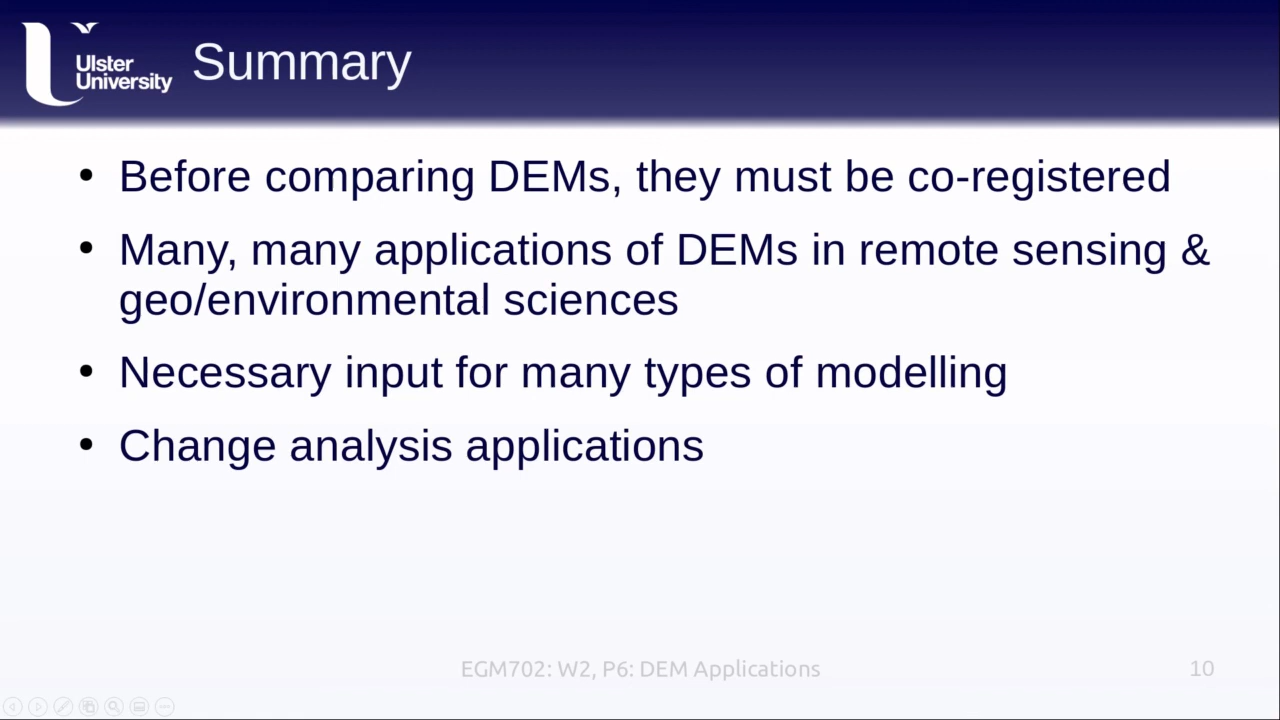 Ulster
University
Summary
• Before comparing DEMs, they must be co-registered
• Many, many applications of DEMs in remote sensing &
geo/environmental sciences
• Necessary input for many types of modelling
• Change analysis applications
EGM702: W2, P6: DEM Applications
10